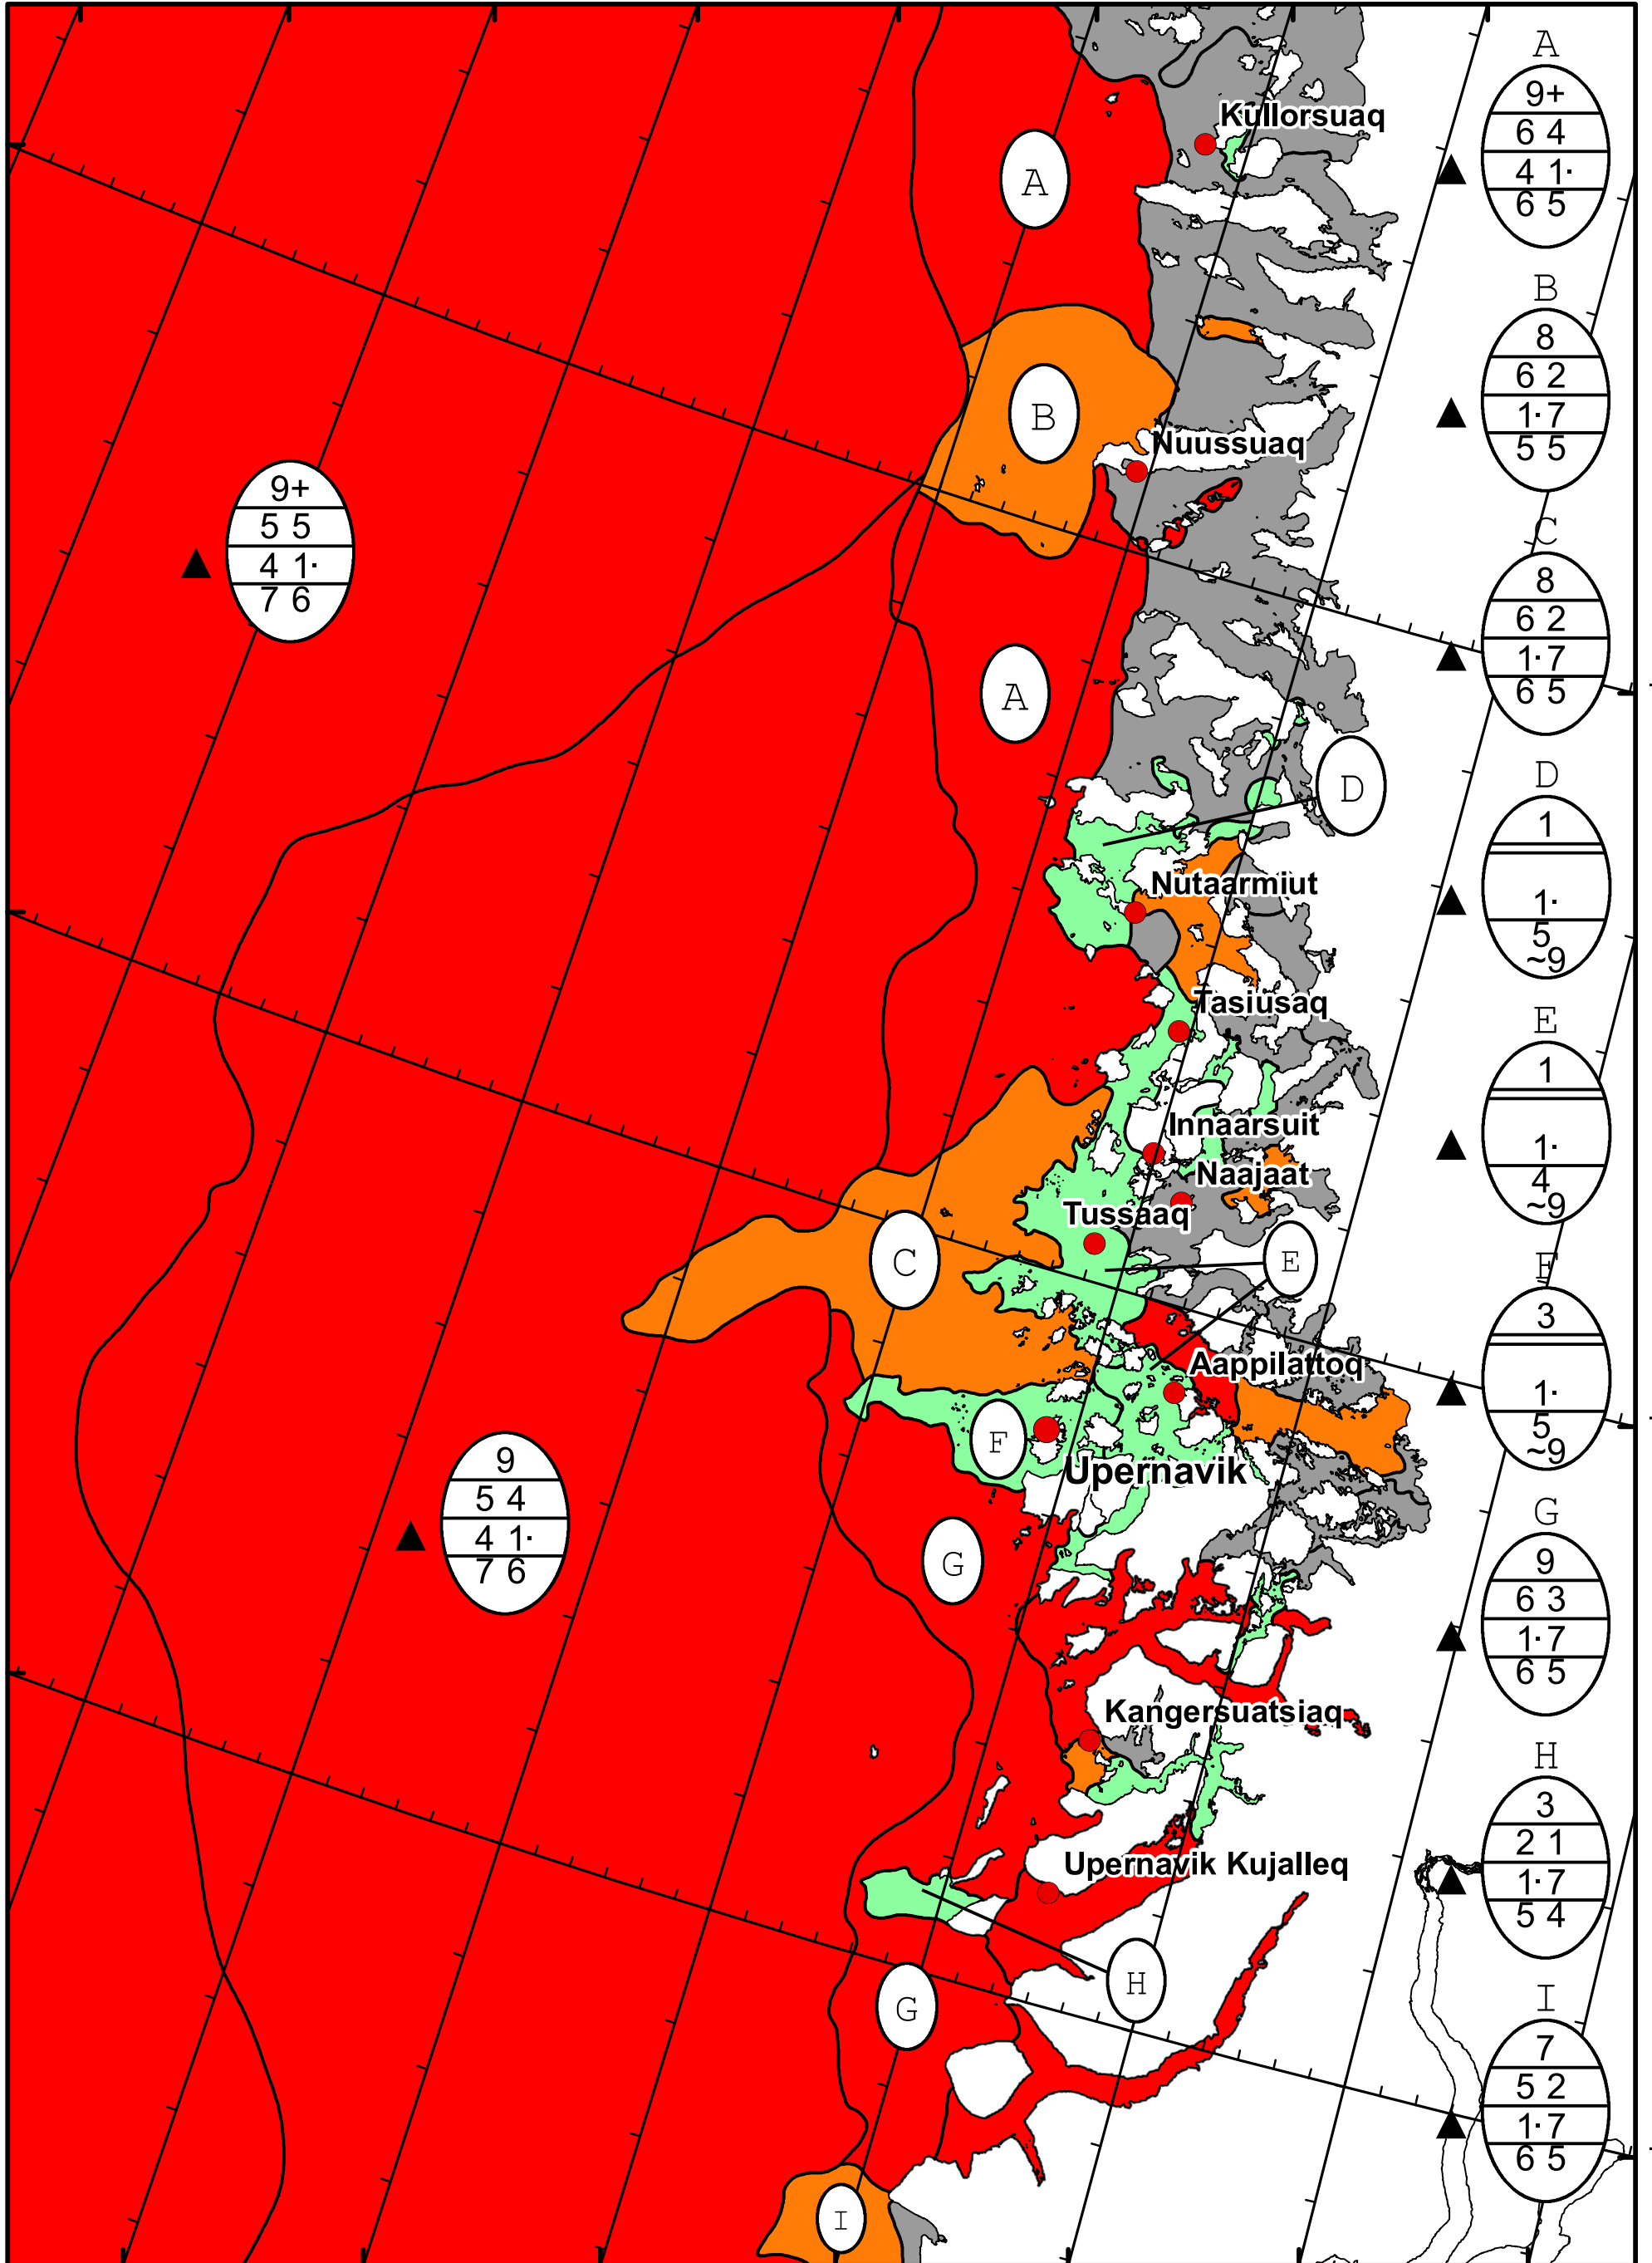 A
9+
6 4
4 1·
6 5
B
8
6 2
1·7
5 5
C
8
6 2
1·7
6 5
D
1
1·
5
~9
E
1
1·
4
~9
F
3
1·
5
~9
G
9
6 3
1·7
6 5
H
3
2 1
1·7
5 4
I
7
5 2
1·7
6 5
Kullorsuaq
A
B
Nuussuaq
9+
5 5
4 1·
7 6
A
D
Nutaarmiut
Tasiusaq
Innaarsuit
Naajaat
Tussaaq
C
E
Aappilattoq
F
Upernavik
9
5 4
4 1·
7 6
G
Kangersuatsiaq
Upernavik Kujalleq
H
G
I